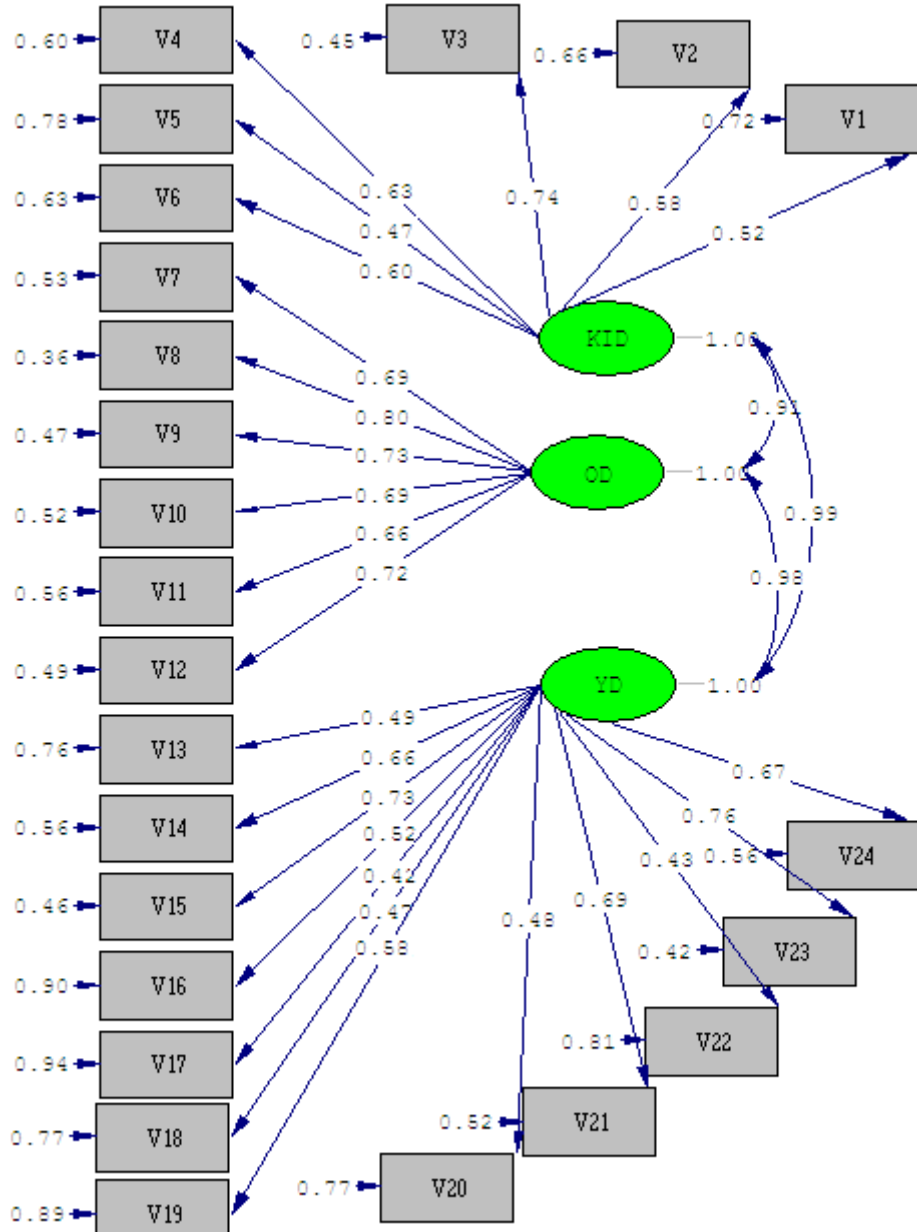 0.60 V4
0.45 V3
0.66 V2
0.78 V5
0.72 V1
0.63 V6
0.63
0.74
0.58
0.47
0.52
0.60
0.53 V7
KID 1.00
0.36 V8
0.69
0.91
0.80
0.47 V9
0.73
OD 1.00
0.69
0.52 V10
0.99
0.66
0.72
0.98
0.56 V11
0.49 V12
YD 1.00
0.49
0.76 V13
0.66
0.67
0.73
0.76
0.56 V14
0.52
0.43
0.56 V24
0.42
0.46 V15
0.47
0.69
0.48
0.58
0.42 V23
0.90 V16
0.81 V22
0.94 V17
0.52 V21
0.77 V18
0.77 V20
0.89 V19